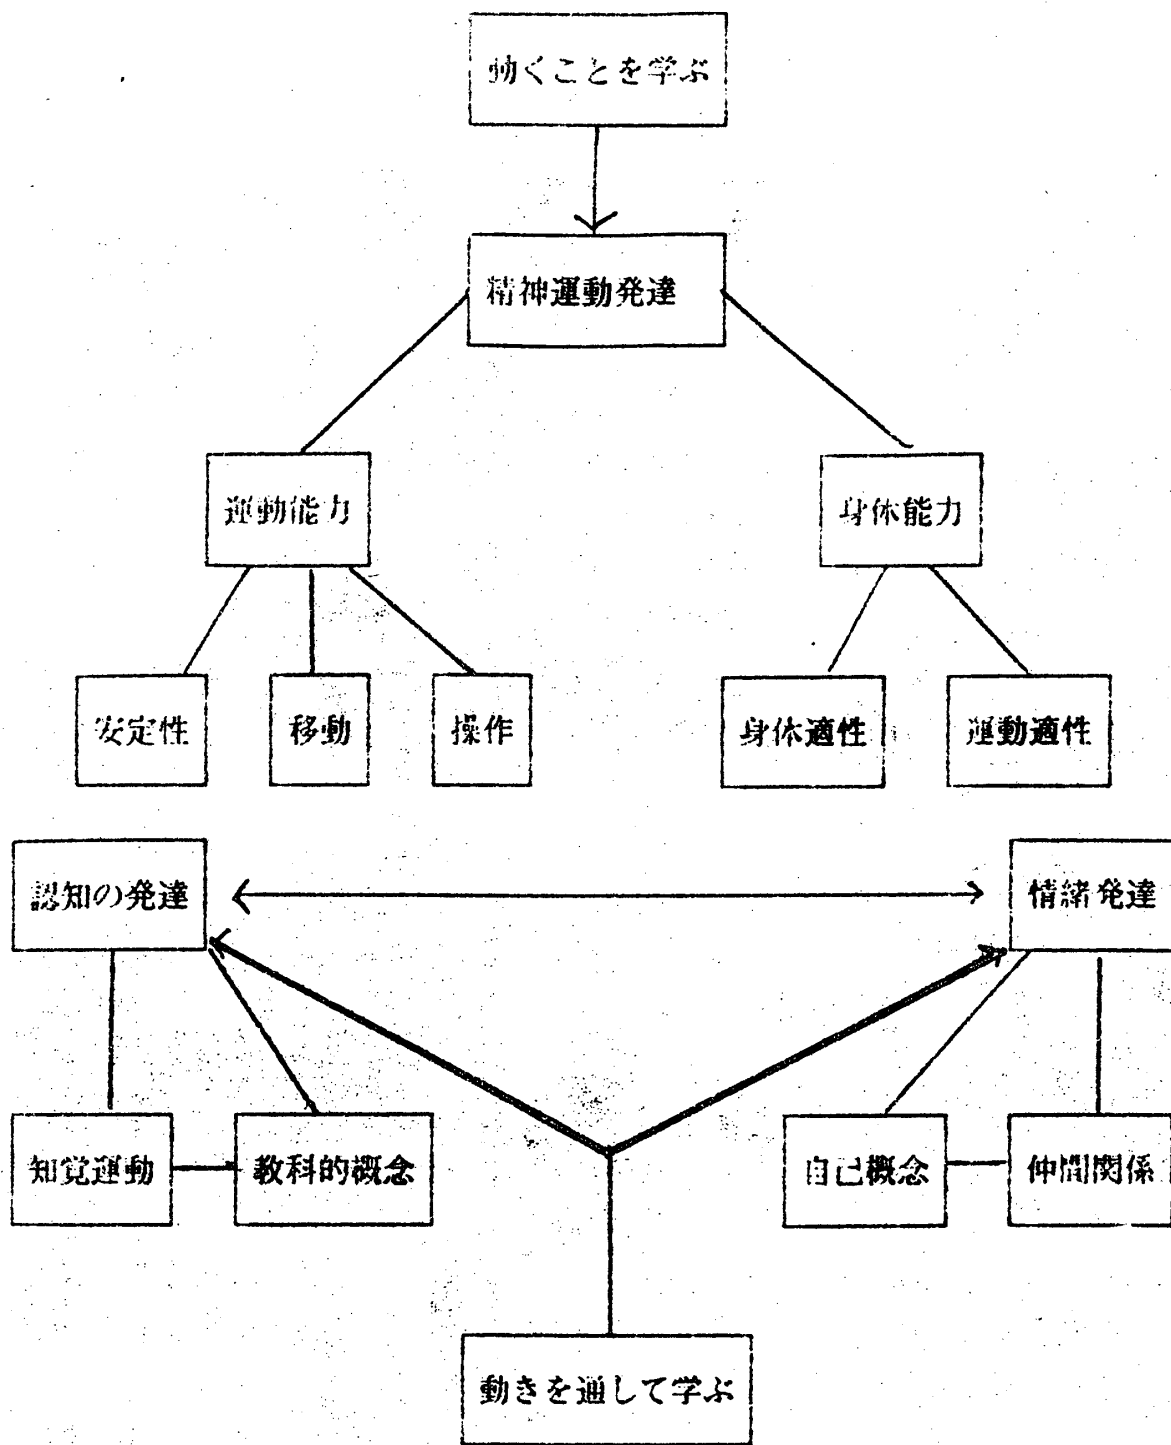 動くことを学ぶ
精神運動発達
運動能力
身体能力
安定性
移動
操作
身体適性
運動適性
認知の発達
情緒発達
知覚運動
教科的概念
自己概念
仲間関係
動きを通して学ぶ